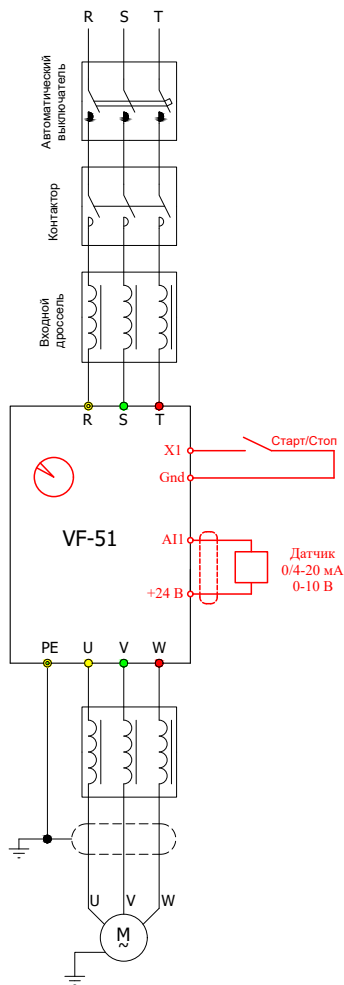 R S T
Автоматический
выключатель
Контактор
Входной
дроссель
R S T
X1
Старт/Стоп
Gnd
VF-51
AI1
Датчик
0/4-20 мА
0-10 В
+24 В
PE U V W
U V W
M
~